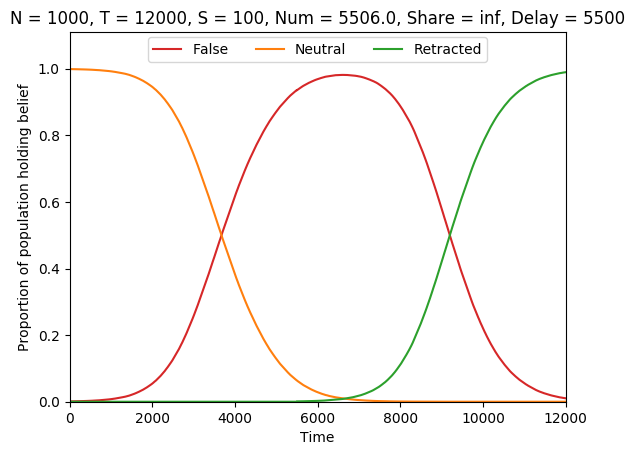 N = 1000, T = 12000, S = 100, Num = 5506.0, Share = inf, Delay = 5500
False Neutral Retracted
Proportion of population holding belief
1.0
0.8
0.6
0.4
0.2
0.0
0 2000 4000 6000 8000 10000 12000
Time